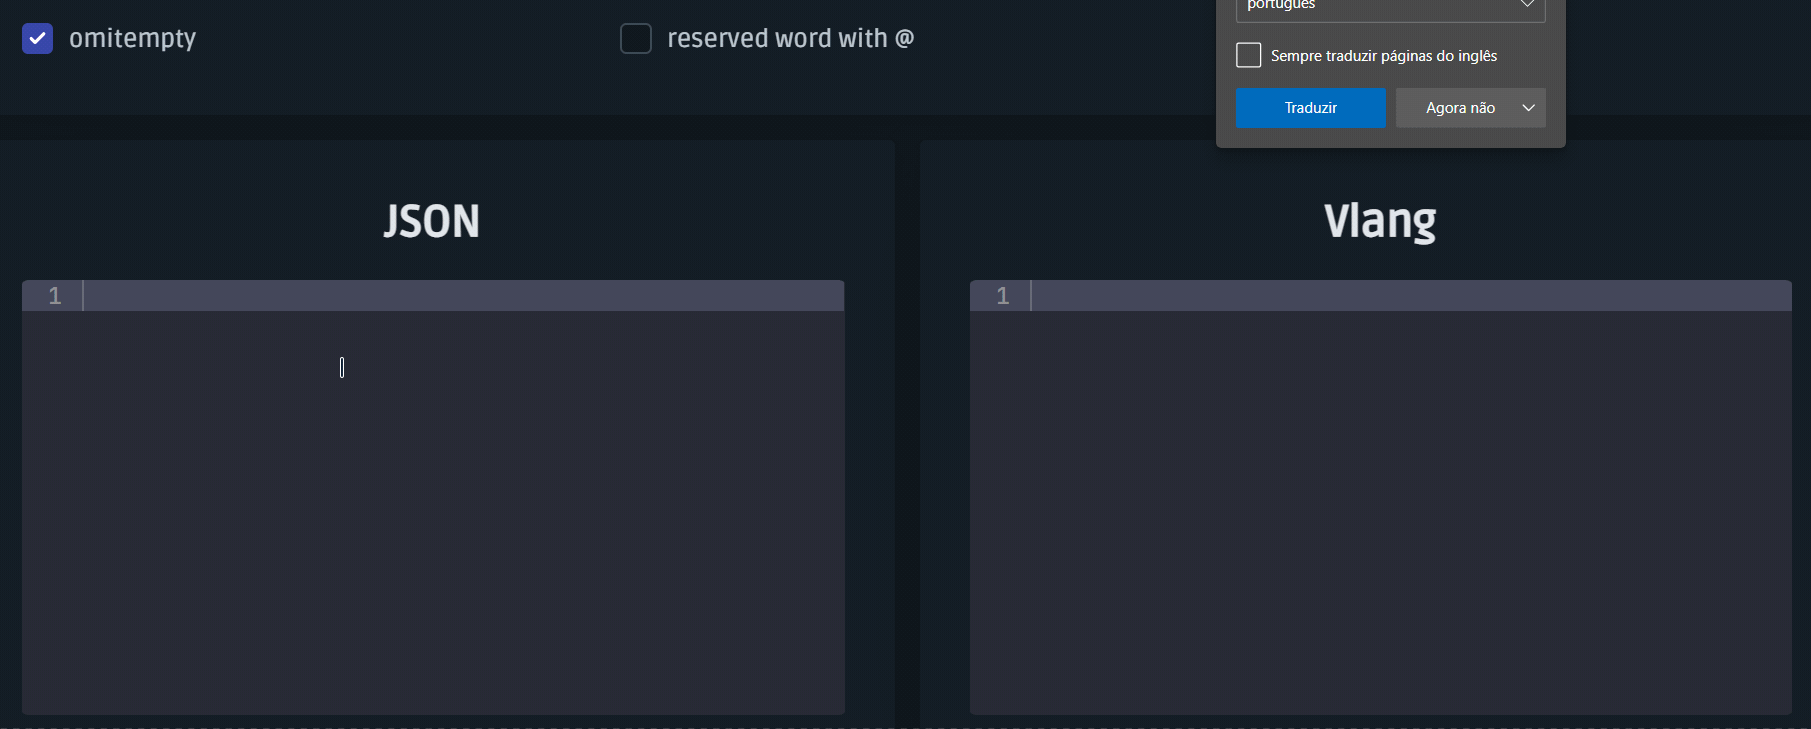 português
omitempty
reserved word with @
Sempre traduzir páginas do inglês
Traduzir
Agora não
JSON
Vlang
1
1